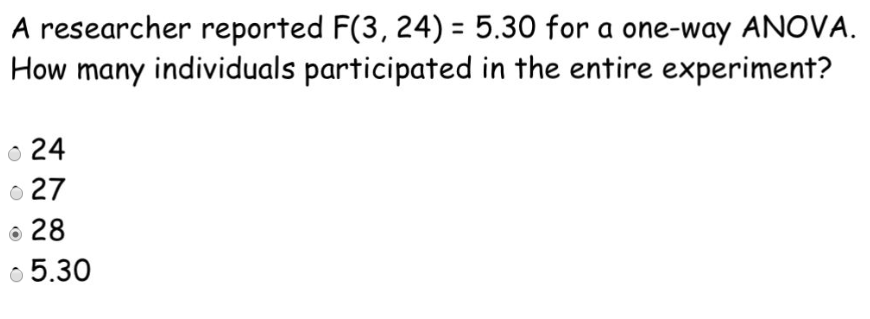 A researcher reported F(3, 24) = 5.30 for a one-way ANOVA.
How many individuals participated in the entire experiment?
24
27
28
5.30